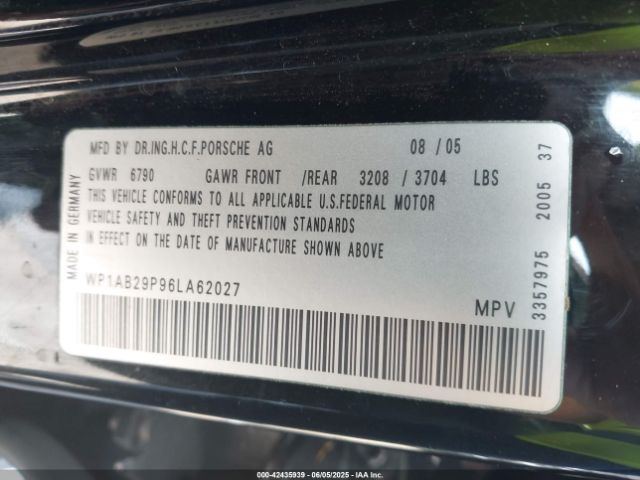 MFD BY DR.ING.H.C.F.PORSCHE AG 08 / 05
GVWR 6790 GAWR FRONT /REAR 3208 / 3704 LBS
THIS VEHICLE CONFORMS TO ALL APPLICABLE U.S.FEDERAL MOTOR
VEHICLE SAFETY AND THEFT PREVENTION STANDARDS
IN EFFECT ON THE DATE OF MANUFACTURE SHOWN ABOVE
WP1AB29P96LA62027
MPV
MADE IN GERMANY
3357975 2005 37
00-42435939 - 06/05/2025 - IAA Inc.